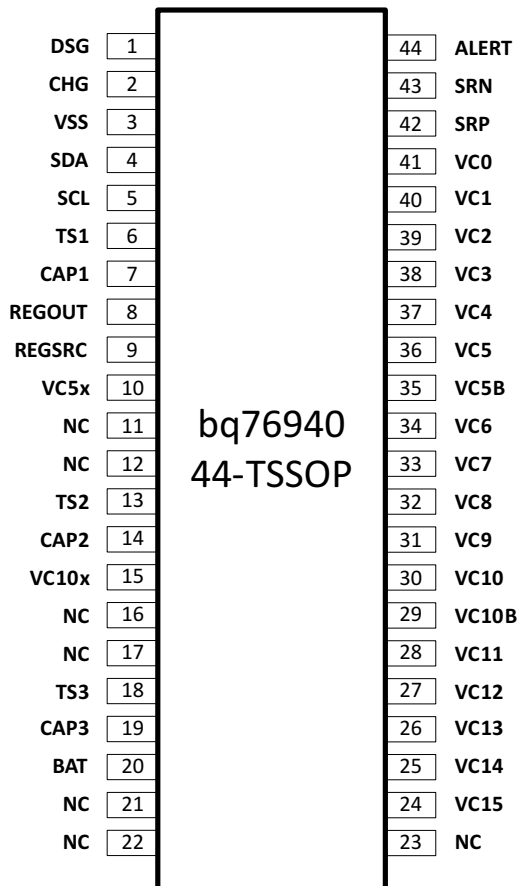 DSG 1 44 ALERT
CHG 2 43 SRN
VSS 3 42 SRP
SDA 4 41 VC0
SCL 5 40 VC1
TS1 6 39 VC2
CAP1 7 38 VC3
REGOUT 8 37 VC4
REGSRC 9 36 VC5
VC5x 10 35 VC5B
NC 11 34 VC6
bq76940
NC 12 33 VC7
44-TSSOP
TS2 13 32 VC8
CAP2 14 31 VC9
VC10x 15 30 VC10
NC 16 29 VC10B
NC 17 28 VC11
TS3 18 27 VC12
CAP3 19 26 VC13
BAT 20 25 VC14
NC 21 24 VC15
NC 22 23 NC